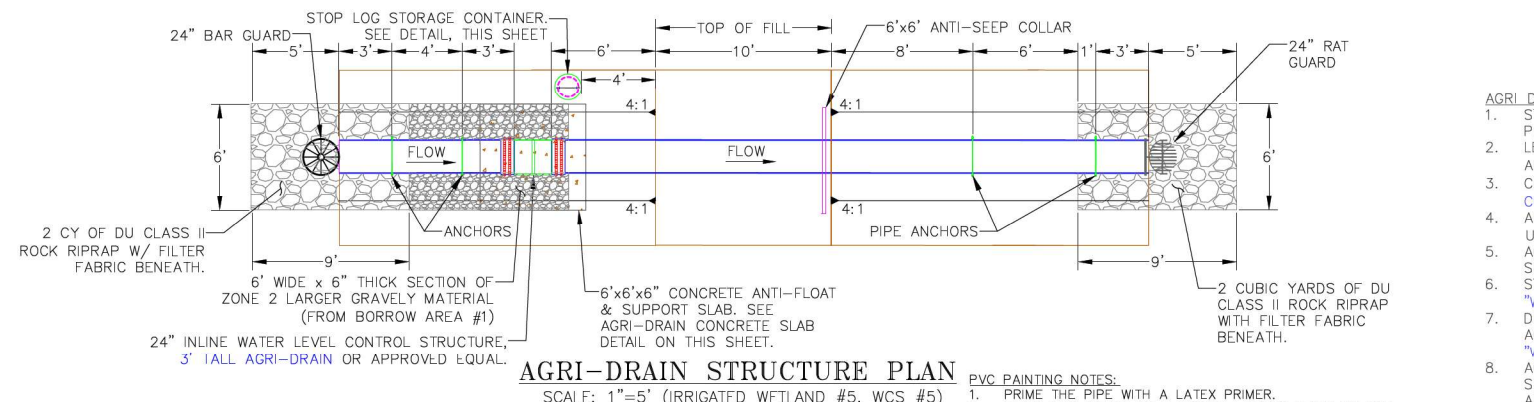 STOP LOG STORAGE CONTAINER.
SEE DETAIL, THIS SHEET
24" BAR GUARD
TOP OF FILL
6'x6' ANTI-SEEP COLLAR
24" RAT
GUARD
5'
3'
4'
3'
6'
10'
8'
6'
1'
3'
5'
4'
4:1
4:1
6'
FLOW
FLOW
6'
4:1
4:1
ANCHORS
PIPE ANCHORS
2 CY OF DU CLASS II
ROCK RIPRAP W/ FILTER
FABRIC BENEATH.
9'
9'
6' WIDE x 6" THICK SECTION OF
ZONE 2 LARGER GRAVELY MATERIAL
(FROM BORROW AREA #1)
6'x6'x6" CONCRETE ANTI-FLOAT
& SUPPORT SLAB. SEE
AGRI-DRAIN CONCRETE SLAB
DETAIL ON THIS SHEET.
2 CUBIC YARDS OF DU
CLASS II ROCK RIPRAP
WITH FILTER FABRIC
BENEATH.
24" INLINE WATER LEVEL CONTROL STRUCTURE,
3' TALL AGRI-DRAIN OR APPROVED EQUAL.
AGRI-DRAIN STRUCTURE PLAN
SCALE: 1"=5' (IRRIGATED WETLAND #5, WCS #5)
PVC PAINTING NOTES:
1. PRIME THE PIPE WITH A LATEX PRIMER.
AGRI
1.
2.
3.
4.
5.
6.
7.
8.